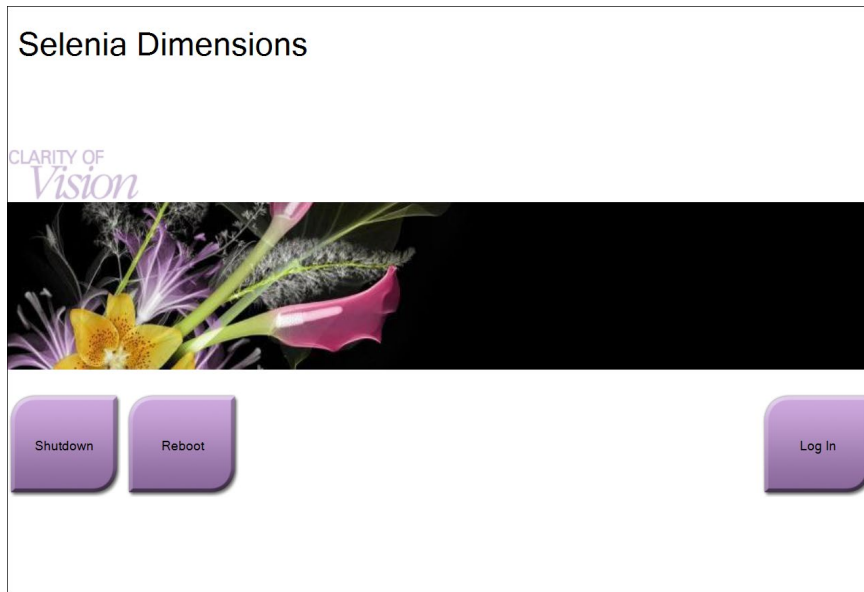 Selenia Dimensions
CLARITY OF
Vision
Shutdown
Reboot
Log In